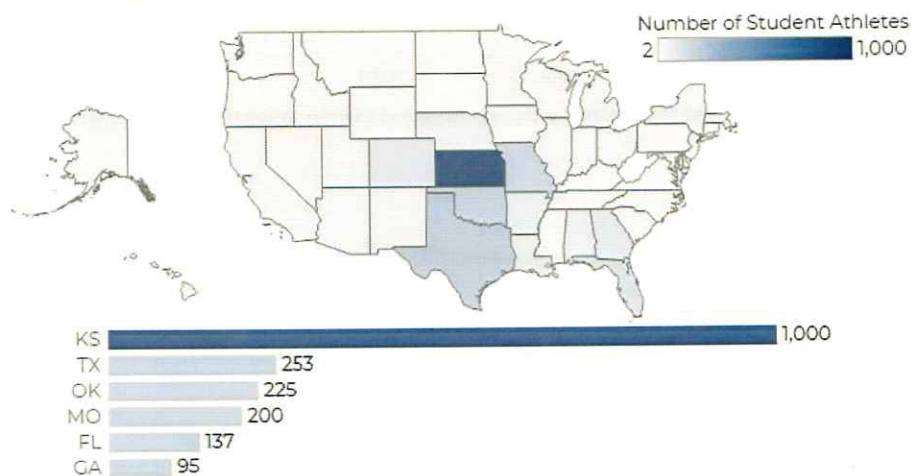 Number of Student Athletes
2 1,000
KS 1,000
TX 253
OK 225
MO 200
FL 137
GA 95